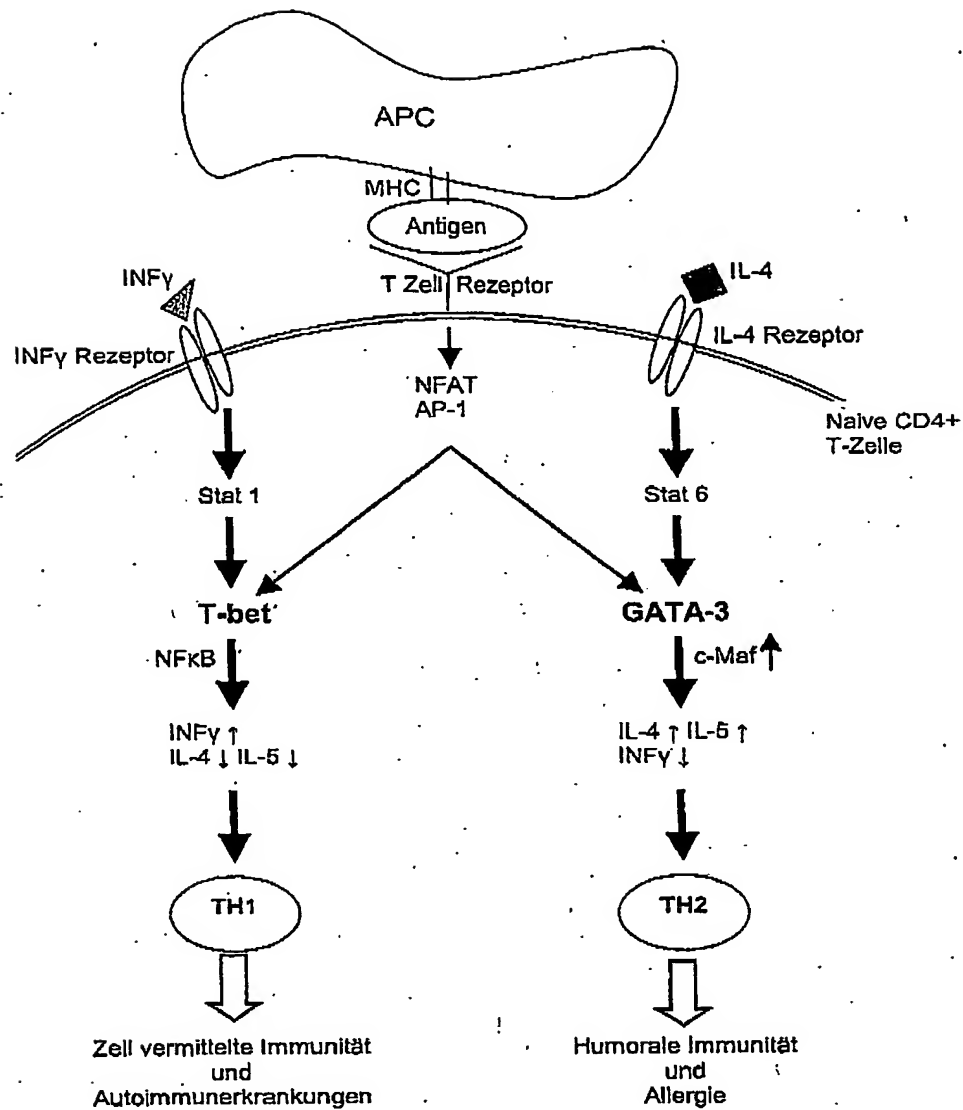 APC
MHC
Antigen
T Zell Rezeptor
INFγ
IL-4
INFγ Rezeptor
IL-4 Rezeptor
NFAT
AP-1
Naive CD4+
T-Zelle
Stat 1
Stat 6
T-bet
GATA-3
NFκB
c-Maf ↑
INFγ ↑
IL-4 ↓ IL-5 ↓
IL-4 ↑ IL-5 ↑
INFγ ↓
TH1
TH2
Zell vermittelte Immunität
und
Autoimmunerkrankungen
Humorale Immunität
und
Allergie